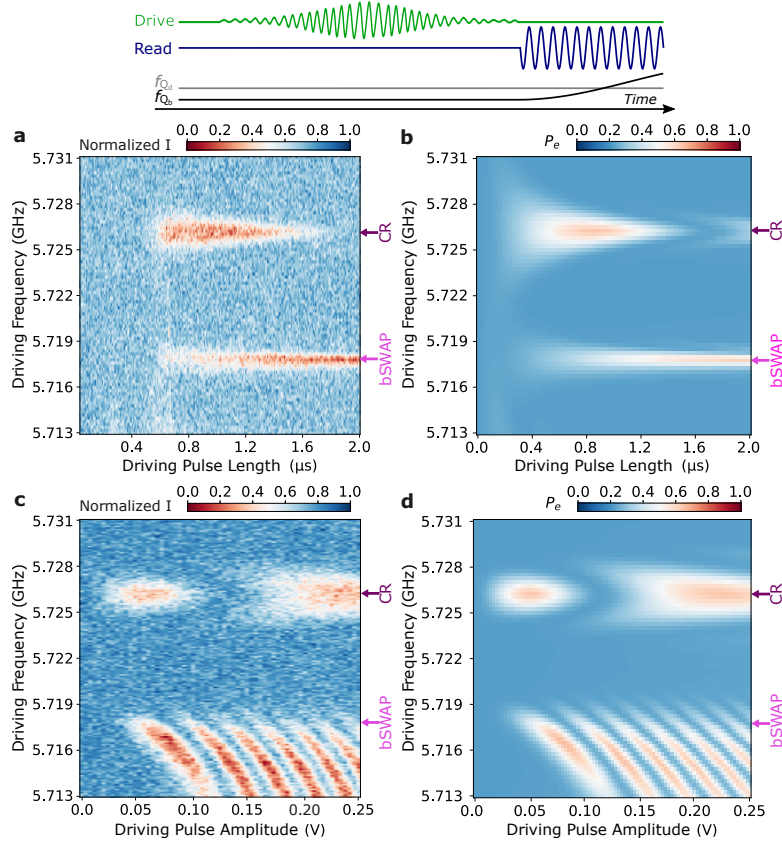 Drive
Read
fQd
fQb
Time
a
Normalized I
0.0 0.2 0.4 0.6 0.8 1.0
5.731
5.728
5.725
5.722
5.719
5.716
5.713
Driving Frequency (GHz)
CR
bSWAP
0.4 0.8 1.2 1.6 2.0
Driving Pulse Length (μs)
b
Pe
0.0 0.2 0.4 0.6 0.8 1.0
5.731
5.728
5.725
5.722
5.719
5.716
5.713
Driving Frequency (GHz)
CR
bSWAP
0.0 0.4 0.8 1.2 1.6 2.0
Driving Pulse Length (μs)
c
Normalized I
0.0 0.2 0.4 0.6 0.8 1.0
5.731
5.728
5.725
5.722
5.719
5.716
5.713
Driving Frequency (GHz)
CR
bSWAP
0.0 0.05 0.10 0.15 0.20 0.25
Driving Pulse Amplitude (V)
d
Pe
0.0 0.2 0.4 0.6 0.8 1.0
5.731
5.728
5.725
5.722
5.719
5.716
5.713
Driving Frequency (GHz)
CR
bSWAP
0.0 0.05 0.10 0.15 0.20 0.25
Driving Pulse Amplitude (V)